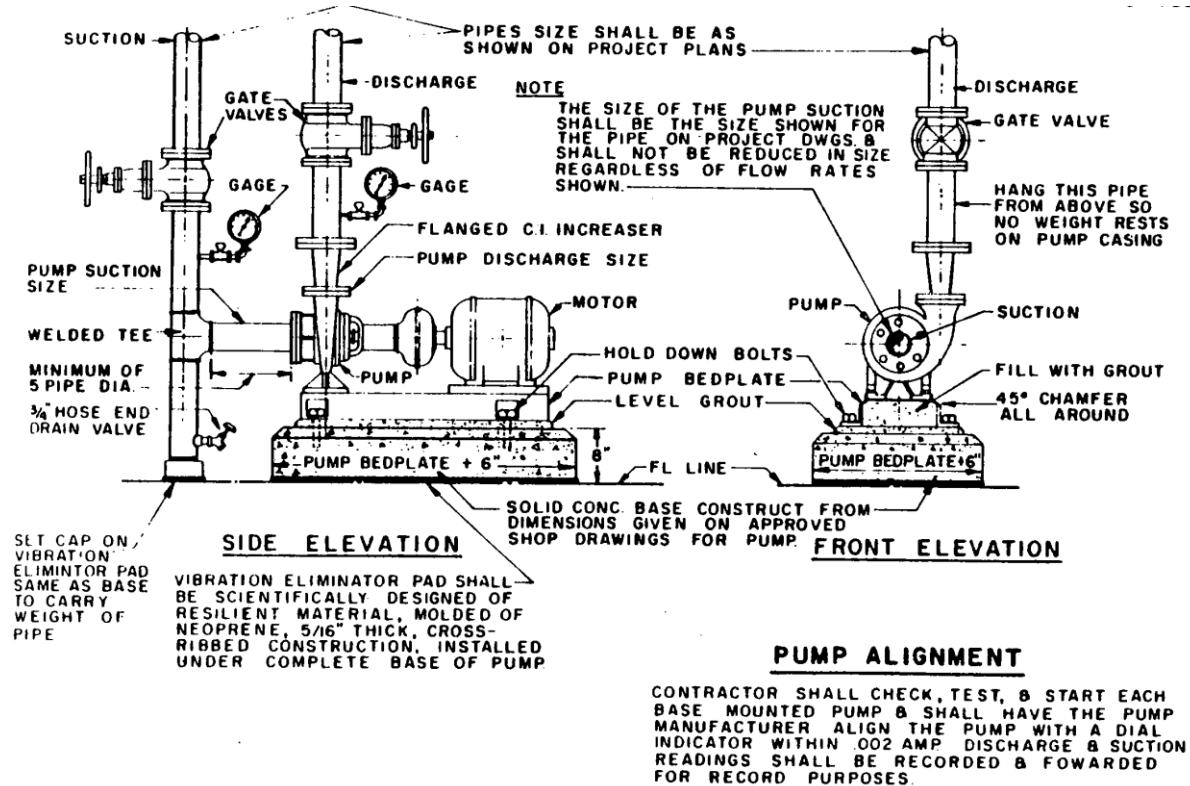 SUCTION
PIPES SIZE SHALL BE AS
SHOWN ON PROJECT PLANS
DISCHARGE
GATE
VALVES
GAGE
GAGE
NOTE
THE SIZE OF THE PUMP SUCTION
SHALL BE THE SIZE SHOWN FOR
THE PIPE ON PROJECT DWGS. &
SHALL NOT BE REDUCED IN SIZE
REGARDLESS OF FLOW RATES
SHOWN.
DISCHARGE
GATE VALVE
HANG THIS PIPE
FROM ABOVE SO
NO WEIGHT RESTS
ON PUMP CASING
FLANGED C.I. INCREASER
PUMP DISCHARGE SIZE
PUMP SUCTION
SIZE
MOTOR
PUMP
SUCTION
WELDED TEE
MINIMUM OF
5 PIPE DIA.
PUMP
HOLD DOWN BOLTS
PUMP BEDPLATE
LEVEL GROUT
FILL WITH GROUT
45° CHAMFER
ALL AROUND
3/4" HOSE END
DRAIN VALVE
8"
PUMP BEDPLATE + 6"
FL LINE
PUMP BEDPLATE+6"
SOLID CONC. BASE CONSTRUCT FROM
DIMENSIONS GIVEN ON APPROVED
SHOP DRAWINGS FOR PUMP.
SET CAP ON
VIBRATION
ELIMINTOR PAD
SAME AS BASE
TO CARRY
WEIGHT OF
PIPE
SIDE ELEVATION
FRONT ELEVATION
VIBRATION ELIMINATOR PAD SHALL
BE SCIENTIFICALLY DESIGNED OF
RESILIENT MATERIAL, MOLDED OF
NEOPRENE, 5/16" THICK, CROSS-
RIBBED CONSTRUCTION, INSTALLED
UNDER COMPLETE BASE OF PUMP
PUMP ALIGNMENT
CONTRACTOR SHALL CHECK, TEST, & START EACH
BASE MOUNTED PUMP & SHALL HAVE THE PUMP
MANUFACTURER ALIGN THE PUMP WITH A DIAL
INDICATOR WITHIN .002 AMP DISCHARGE & SUCTION
READINGS SHALL BE RECORDED & FOWARDED
FOR RECORD PURPOSES.